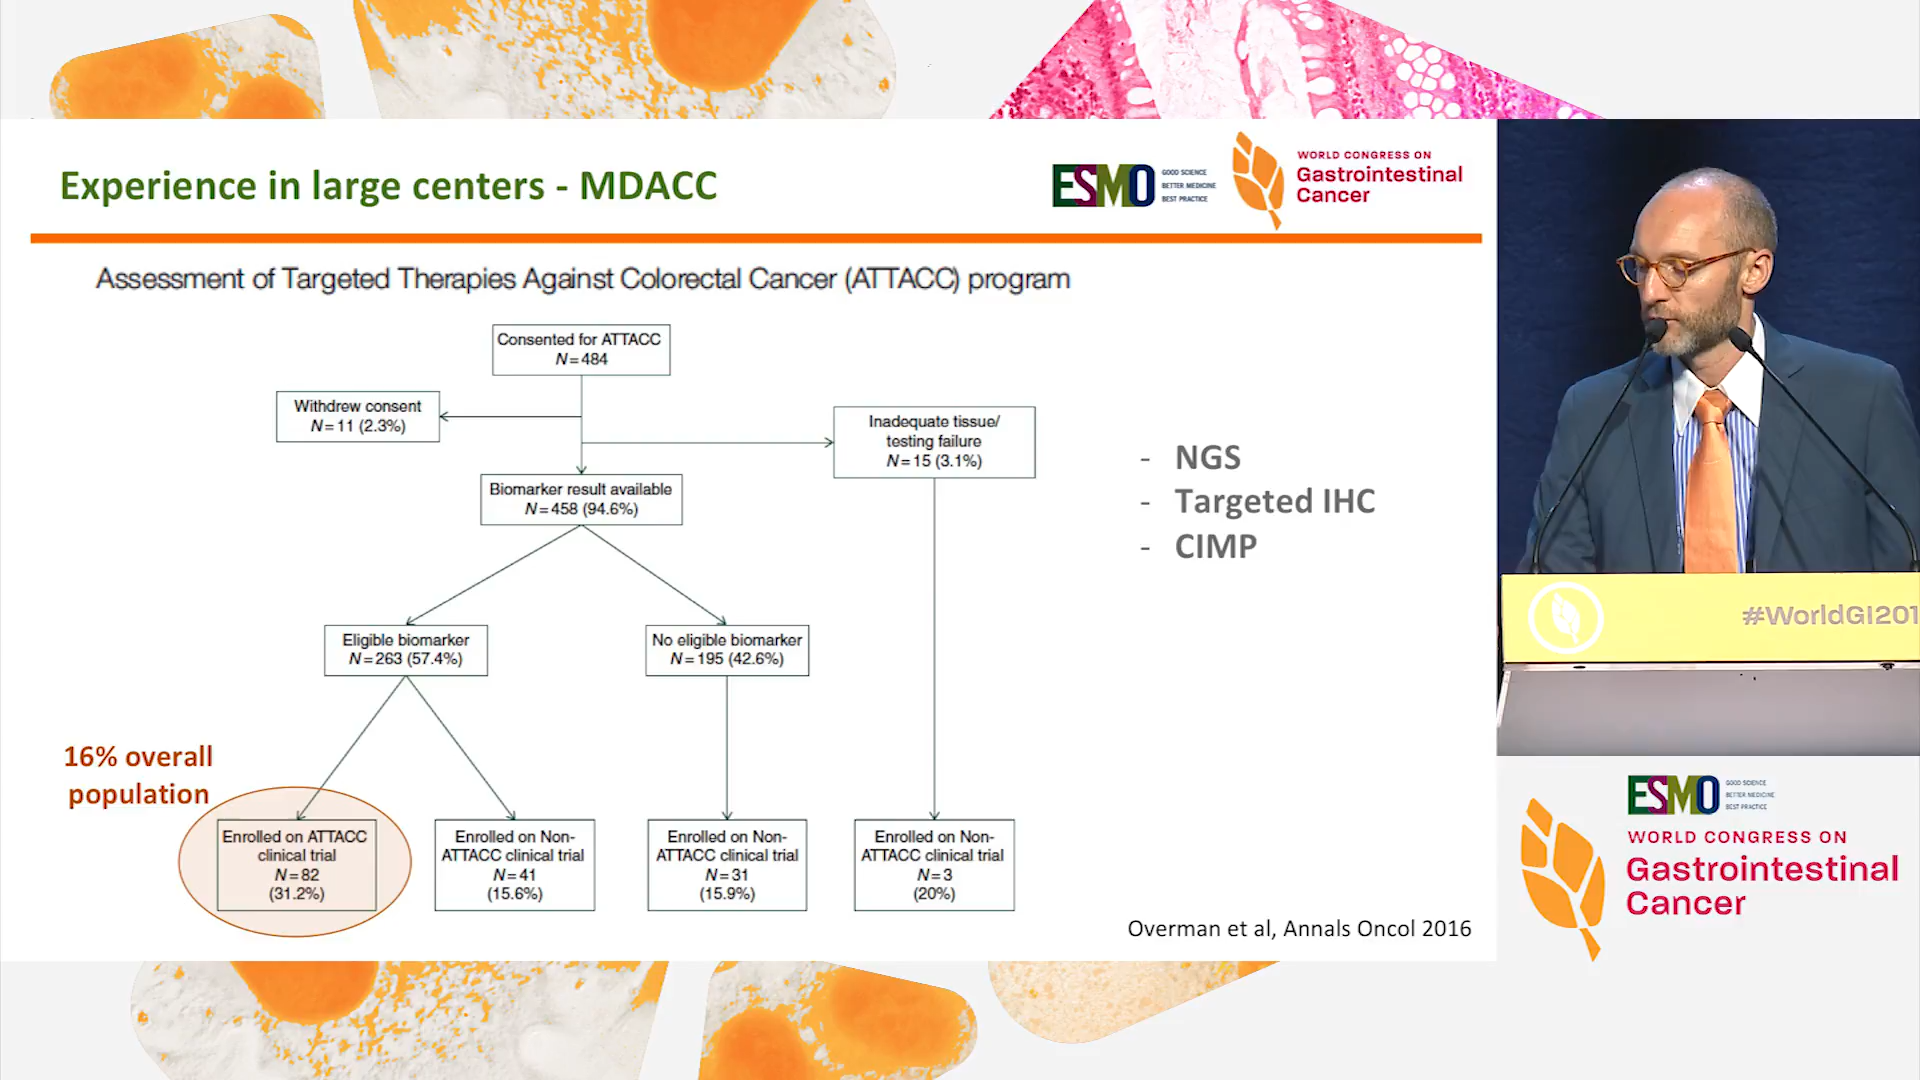 Experience in large centers - MDACC
ESMO
GOOD SCIENCE
BETTER MEDICINE
BEST PRACTICE
WORLD CONGRESS ON
Gastrointestinal
Cancer
Assessment of Targeted Therapies Against Colorectal Cancer (ATTACC) program
Consented for ATTACC
N=484
Withdrew consent
N=11 (2.3%)
Inadequate tissue/
testing failure
N=15 (3.1%)
Biomarker result available
N=458 (94.6%)
- NGS
- Targeted IHC
- CIMP
Eligible biomarker
N=263 (57.4%)
No eligible biomarker
N=195 (42.6%)
16% overall
population
Enrolled on ATTACC
clinical trial
N=82
(31.2%)
Enrolled on Non-
ATTACC clinical trial
N=41
(15.6%)
Enrolled on Non-
ATTACC clinical trial
N=31
(15.9%)
Enrolled on Non-
ATTACC clinical trial
N=3
(20%)
Overman et al, Annals Oncol 2016
#WorldGI201
ESMO
GOOD SCIENCE
BETTER MEDICINE
BEST PRACTICE
WORLD CONGRESS ON
Gastrointestinal
Cancer